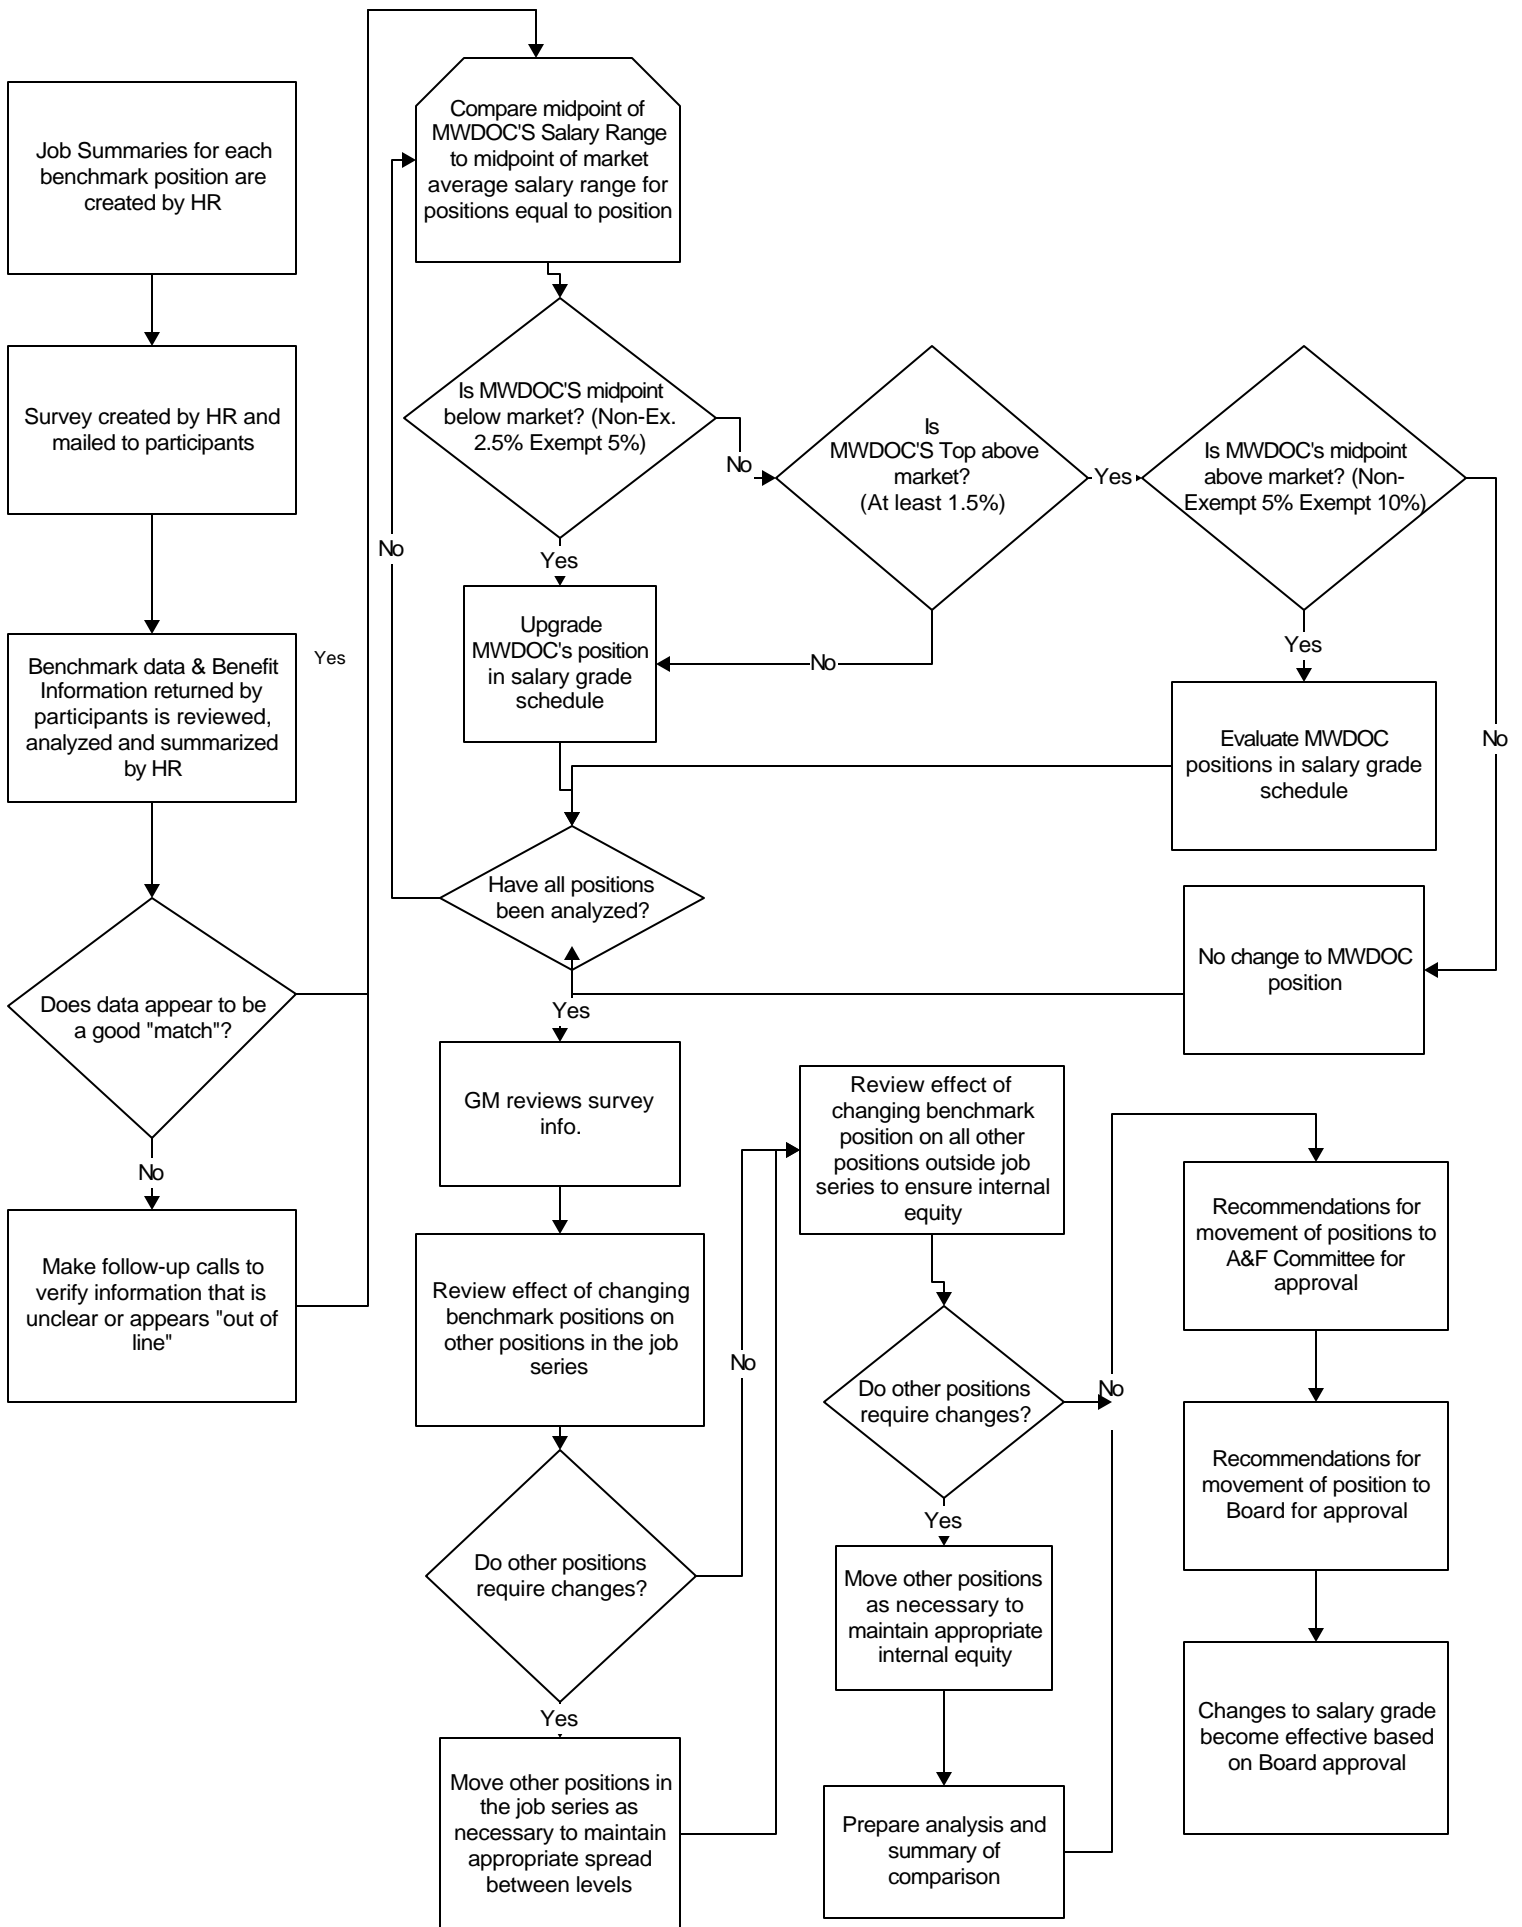 Job Summaries for each
benchmark position are
created by HR
Survey created by HR and
mailed to participants
Benchmark data & Benefit
Information returned by
participants is reviewed,
analyzed and summarized
by HR
Yes
Does data appear to be
a good "match"?
No
Make follow-up calls to
verify information that is
unclear or appears "out of
line"
Compare midpoint of
MWDOC'S Salary Range
to midpoint of market
average salary range for
positions equal to position
Is MWDOC'S midpoint
below market? (Non-Ex.
2.5% Exempt 5%)
No
Is
MWDOC'S Top above
market?
(At least 1.5%)
Yes
Is MWDOC's midpoint
above market? (Non-
Exempt 5% Exempt 10%)
No
Yes
Upgrade
MWDOC's position
in salary grade
schedule
No
Yes
Evaluate MWDOC
positions in salary grade
schedule
No
Have all positions
been analyzed?
No change to MWDOC
position
Yes
GM reviews survey
info.
Review effect of changing
benchmark positions on
other positions in the job
series
No
Do other positions
require changes?
Yes
Move other positions in
the job series as
necessary to maintain
appropriate spread
between levels
Review effect of
changing benchmark
position on all other
positions outside job
series to ensure internal
equity
Do other positions
require changes?
No
Yes
Move other positions
as necessary to
maintain appropriate
internal equity
Prepare analysis and
summary of
comparison
Recommendations for
movement of positions to
A&F Committee for
approval
Recommendations for
movement of position to
Board for approval
Changes to salary grade
become effective based
on Board approval